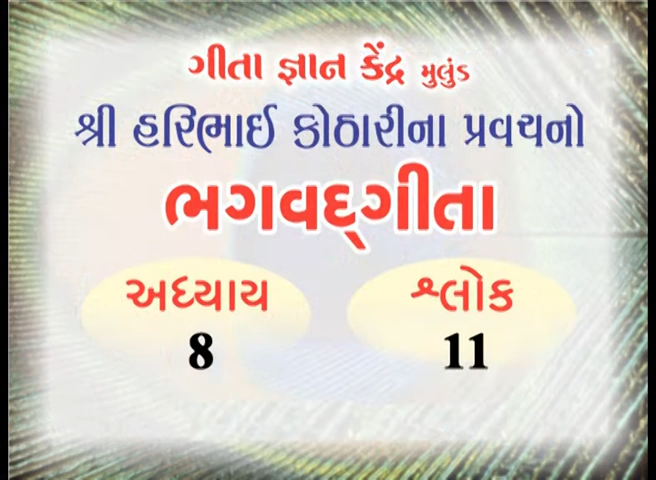 ગીતા જ્ઞાન કેંદ્ર મુલુંડ
શ્રી હરિભાઈ કોઠારીના પ્રવચનો
ભગવદ્‌ગીતા
અધ્યાય શ્લોક
8 11